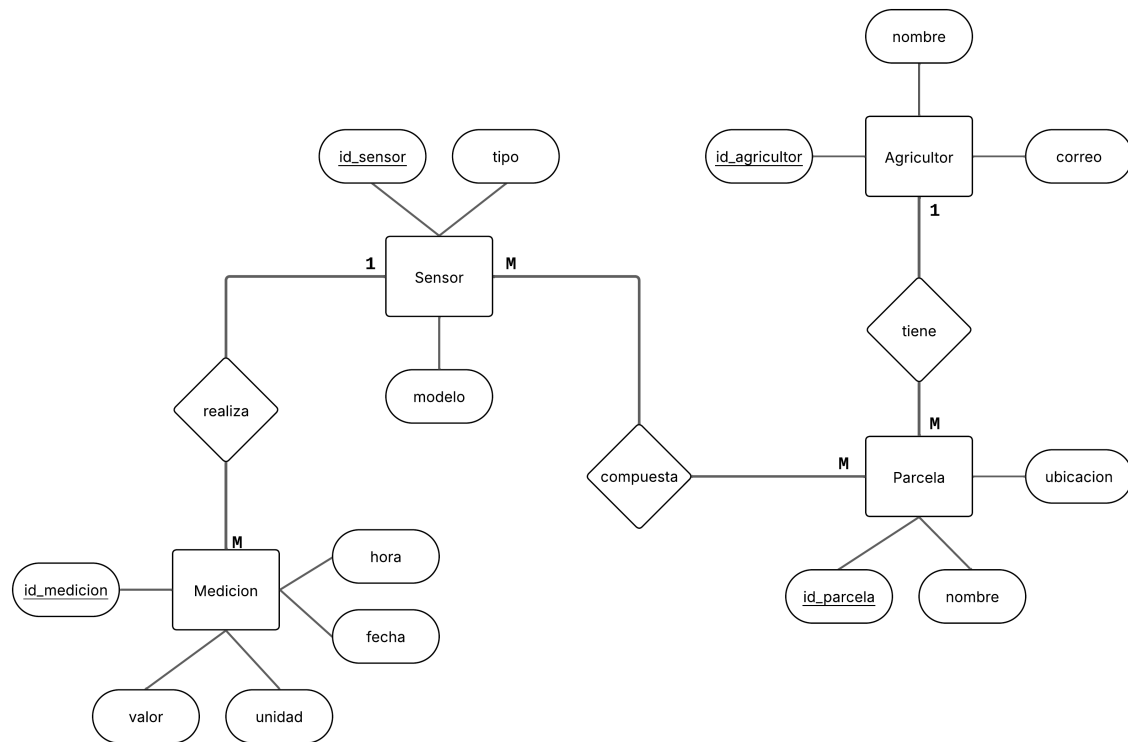 nombre
id_agricultor
Agricultor
correo
id_sensor
tipo
1
1
Sensor
M
tiene
modelo
realiza
M
compuesta
M
Parcela
ubicacion
M
hora
id_medicion
Medicion
fecha
id_parcela
nombre
valor
unidad